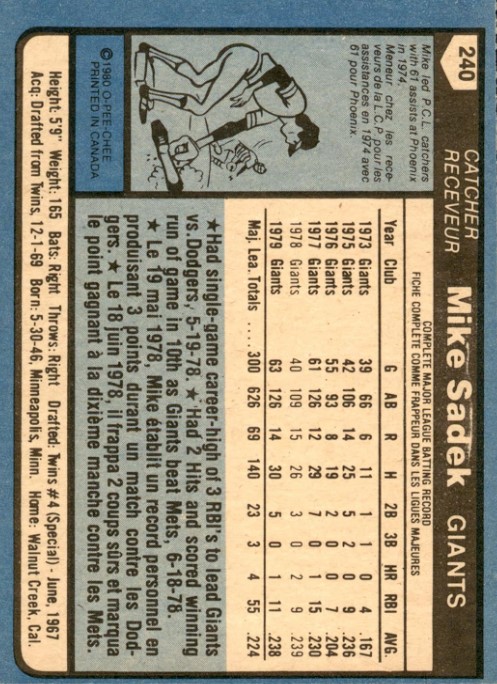 240
CATCHER
RECEVEUR
Mike Sadek GIANTS
Mike led P.C.L. catchers
with 61 assists at Phoenix
in 1974.
Meneur chez les rece-
veurs de la L.C.P. pour les
assistances en 1974 avec
61 pour Phoenix.
©1980 O-PEE-CHEE
PRINTED IN CANADA
COMPLETE MAJOR LEAGUE BATTING RECORD
FICHE COMPLETE COMME FRAPPEUR DANS LES LIGUES MAJEURES
Year Club G AB R H 2B 3B HR RBI AVG.
1973 Giants 39 66 6 11 1 1 0 4 .167
1975 Giants 42 106 14 25 5 2 0 9 .236
1976 Giants 55 93 8 19 2 0 0 7 .204
1977 Giants 61 126 12 29 7 0 1 15 .230
1978 Giants 40 109 15 26 3 0 2 9 .239
1979 Giants 63 126 14 30 5 0 1 11 .238
Maj. Lea. Totals ..... 300 626 69 140 23 3 4 55 .224
★Had single-game career-high of 3 RBI's to lead Giants
vs. Dodgers, 5-19-78. ★ Had 2 Hits and scored winning
run of game in 10th as Giants beat Mets, 6-18-78.
★ Le 19 mai 1978, Mike établit un record personnel en
produisant 3 points durant un match contre les Dod-
gers. ★ Le 18 juin 1978, il frappa 2 coups sûrs et marqua
le point gagnant à la dixième manche contre les Mets.
Height: 5'9" Weight: 165 Bats: Right Throws: Right Drafted: Twins #4 (Special) - June, 1967
Acq: Drafted from Twins, 12-1-69 Born: 5-30-46, Minneapolis, Minn. Home: Walnut Creek, Cal.